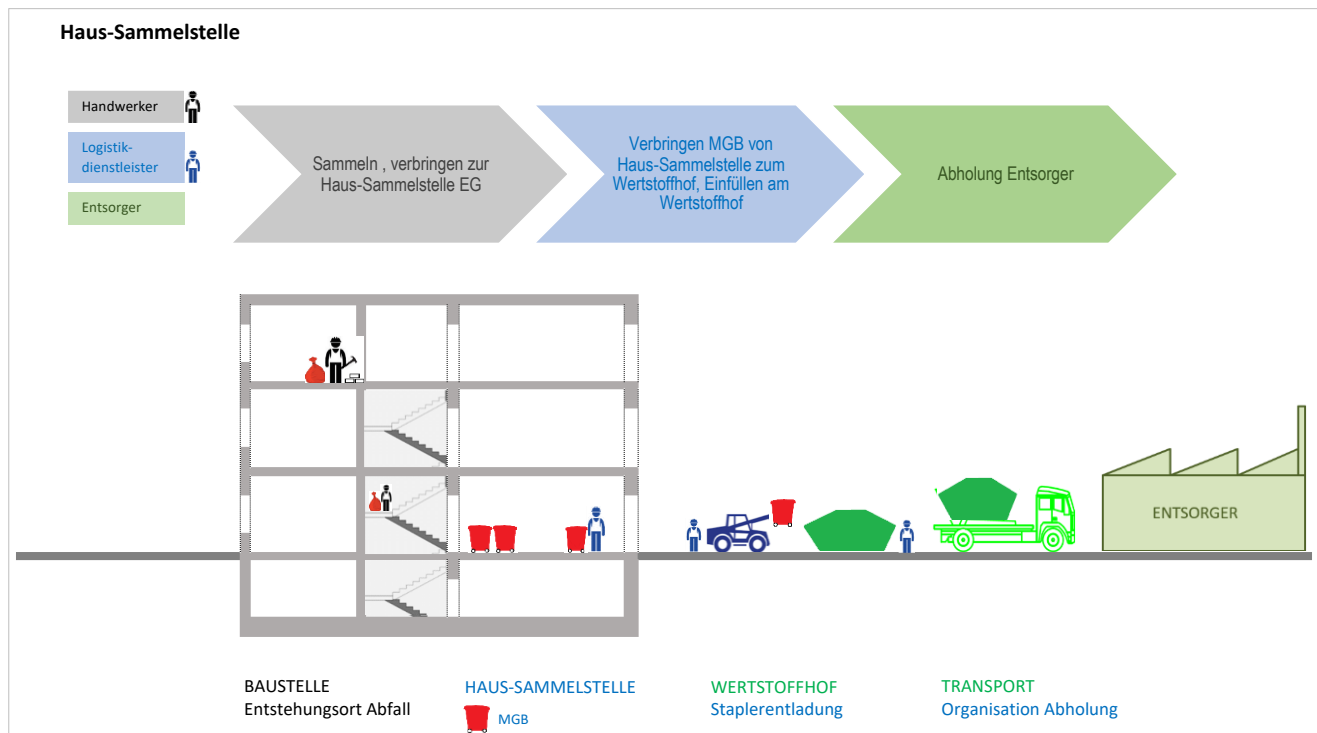 Haus-Sammelstelle
Handwerker
Logistik-
dienstleister
Entsorger
Sammeln , verbringen zur
Haus-Sammelstelle EG
Verbringen MGB von
Haus-Sammelstelle zum
Wertstoffhof, Einfüllen am
Wertstoffhof
Abholung Entsorger
ENTSORGER
BAUSTELLE
Entstehungsort Abfall
HAUS-SAMMELSTELLE
MGB
WERTSTOFFHOF
Staplerentladung
TRANSPORT
Organisation Abholung